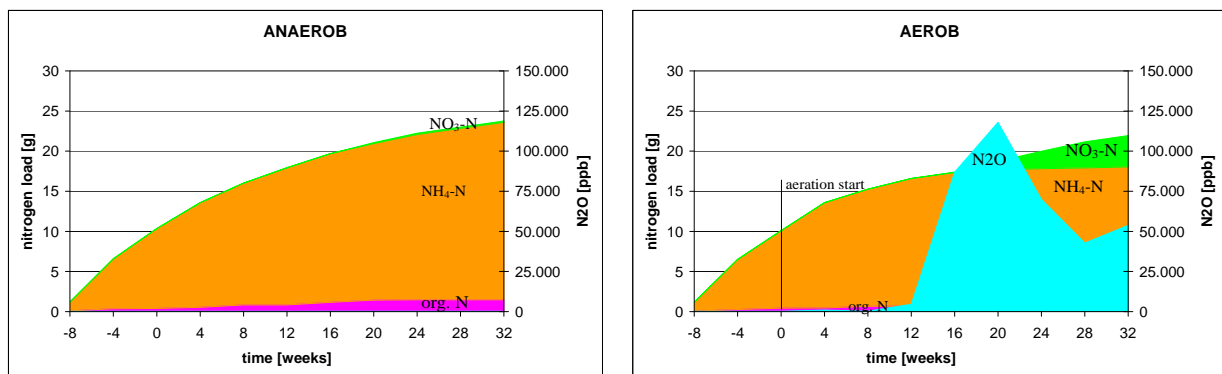 ANAEROB
30
25
20
15
10
5
0
nitrogen load [g]
150.000
125.000
100.000
75.000
50.000
25.000
0
N2O [ppb]
NO₃-N
NH₄-N
org. N
-8 -4 0 4 8 12 16 20 24 28 32
time [weeks]
AEROB
30
25
20
15
10
5
0
nitrogen load [g]
150.000
125.000
100.000
75.000
50.000
25.000
0
N2O [ppb]
N2O
NO₃-N
aeration start
NH₄-N
org. N
-8 -4 0 4 8 12 16 20 24 28 32
time [weeks]